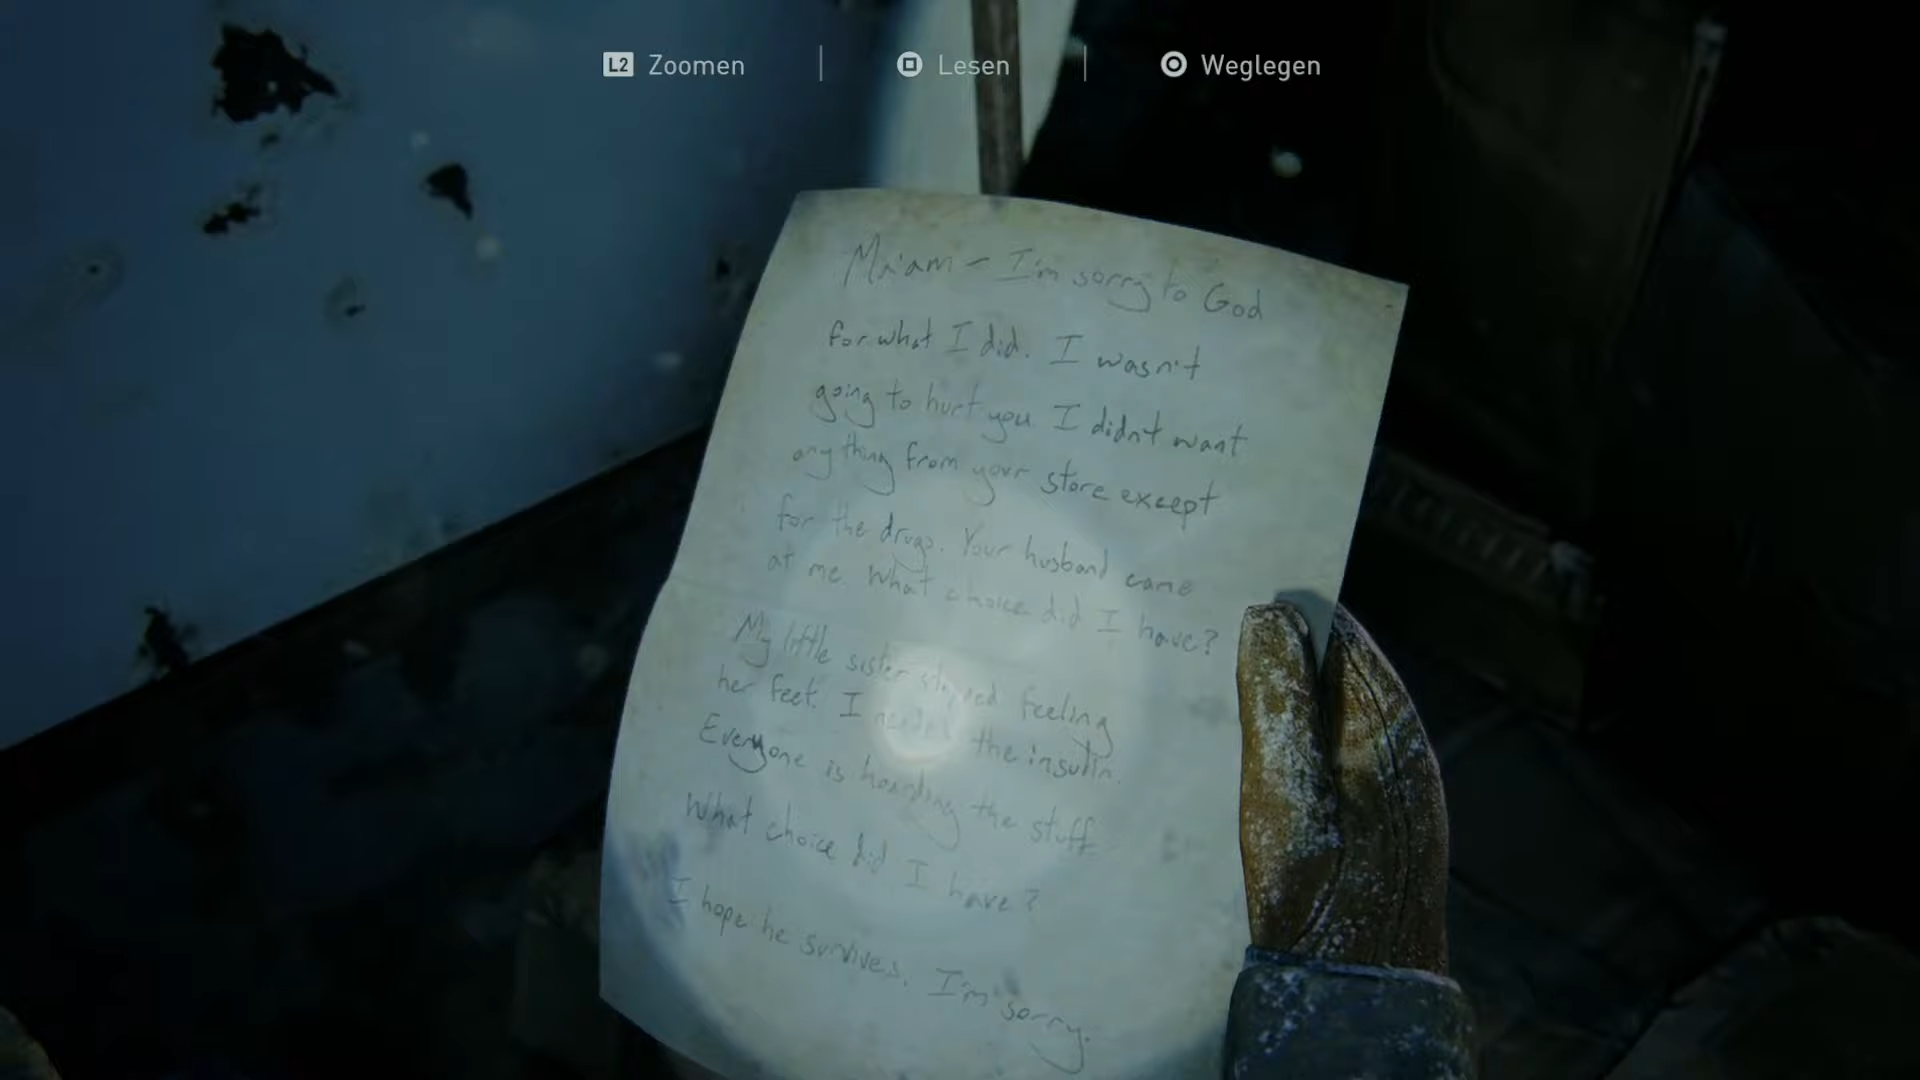 L2 Zoomen | Lesen | Weglegen
Ma'am - I'm sorry to God
for what I did. I wasn't
going to hurt you. I didn't want
anything from your store except
for the drugs. Your husband came
at me. What choice did I have?
My little sister stopped feeling
her feet. I needed the insulin.
Everyone is hoarding the stuff.
What choice did I have?
I hope he survives. I'm sorry.